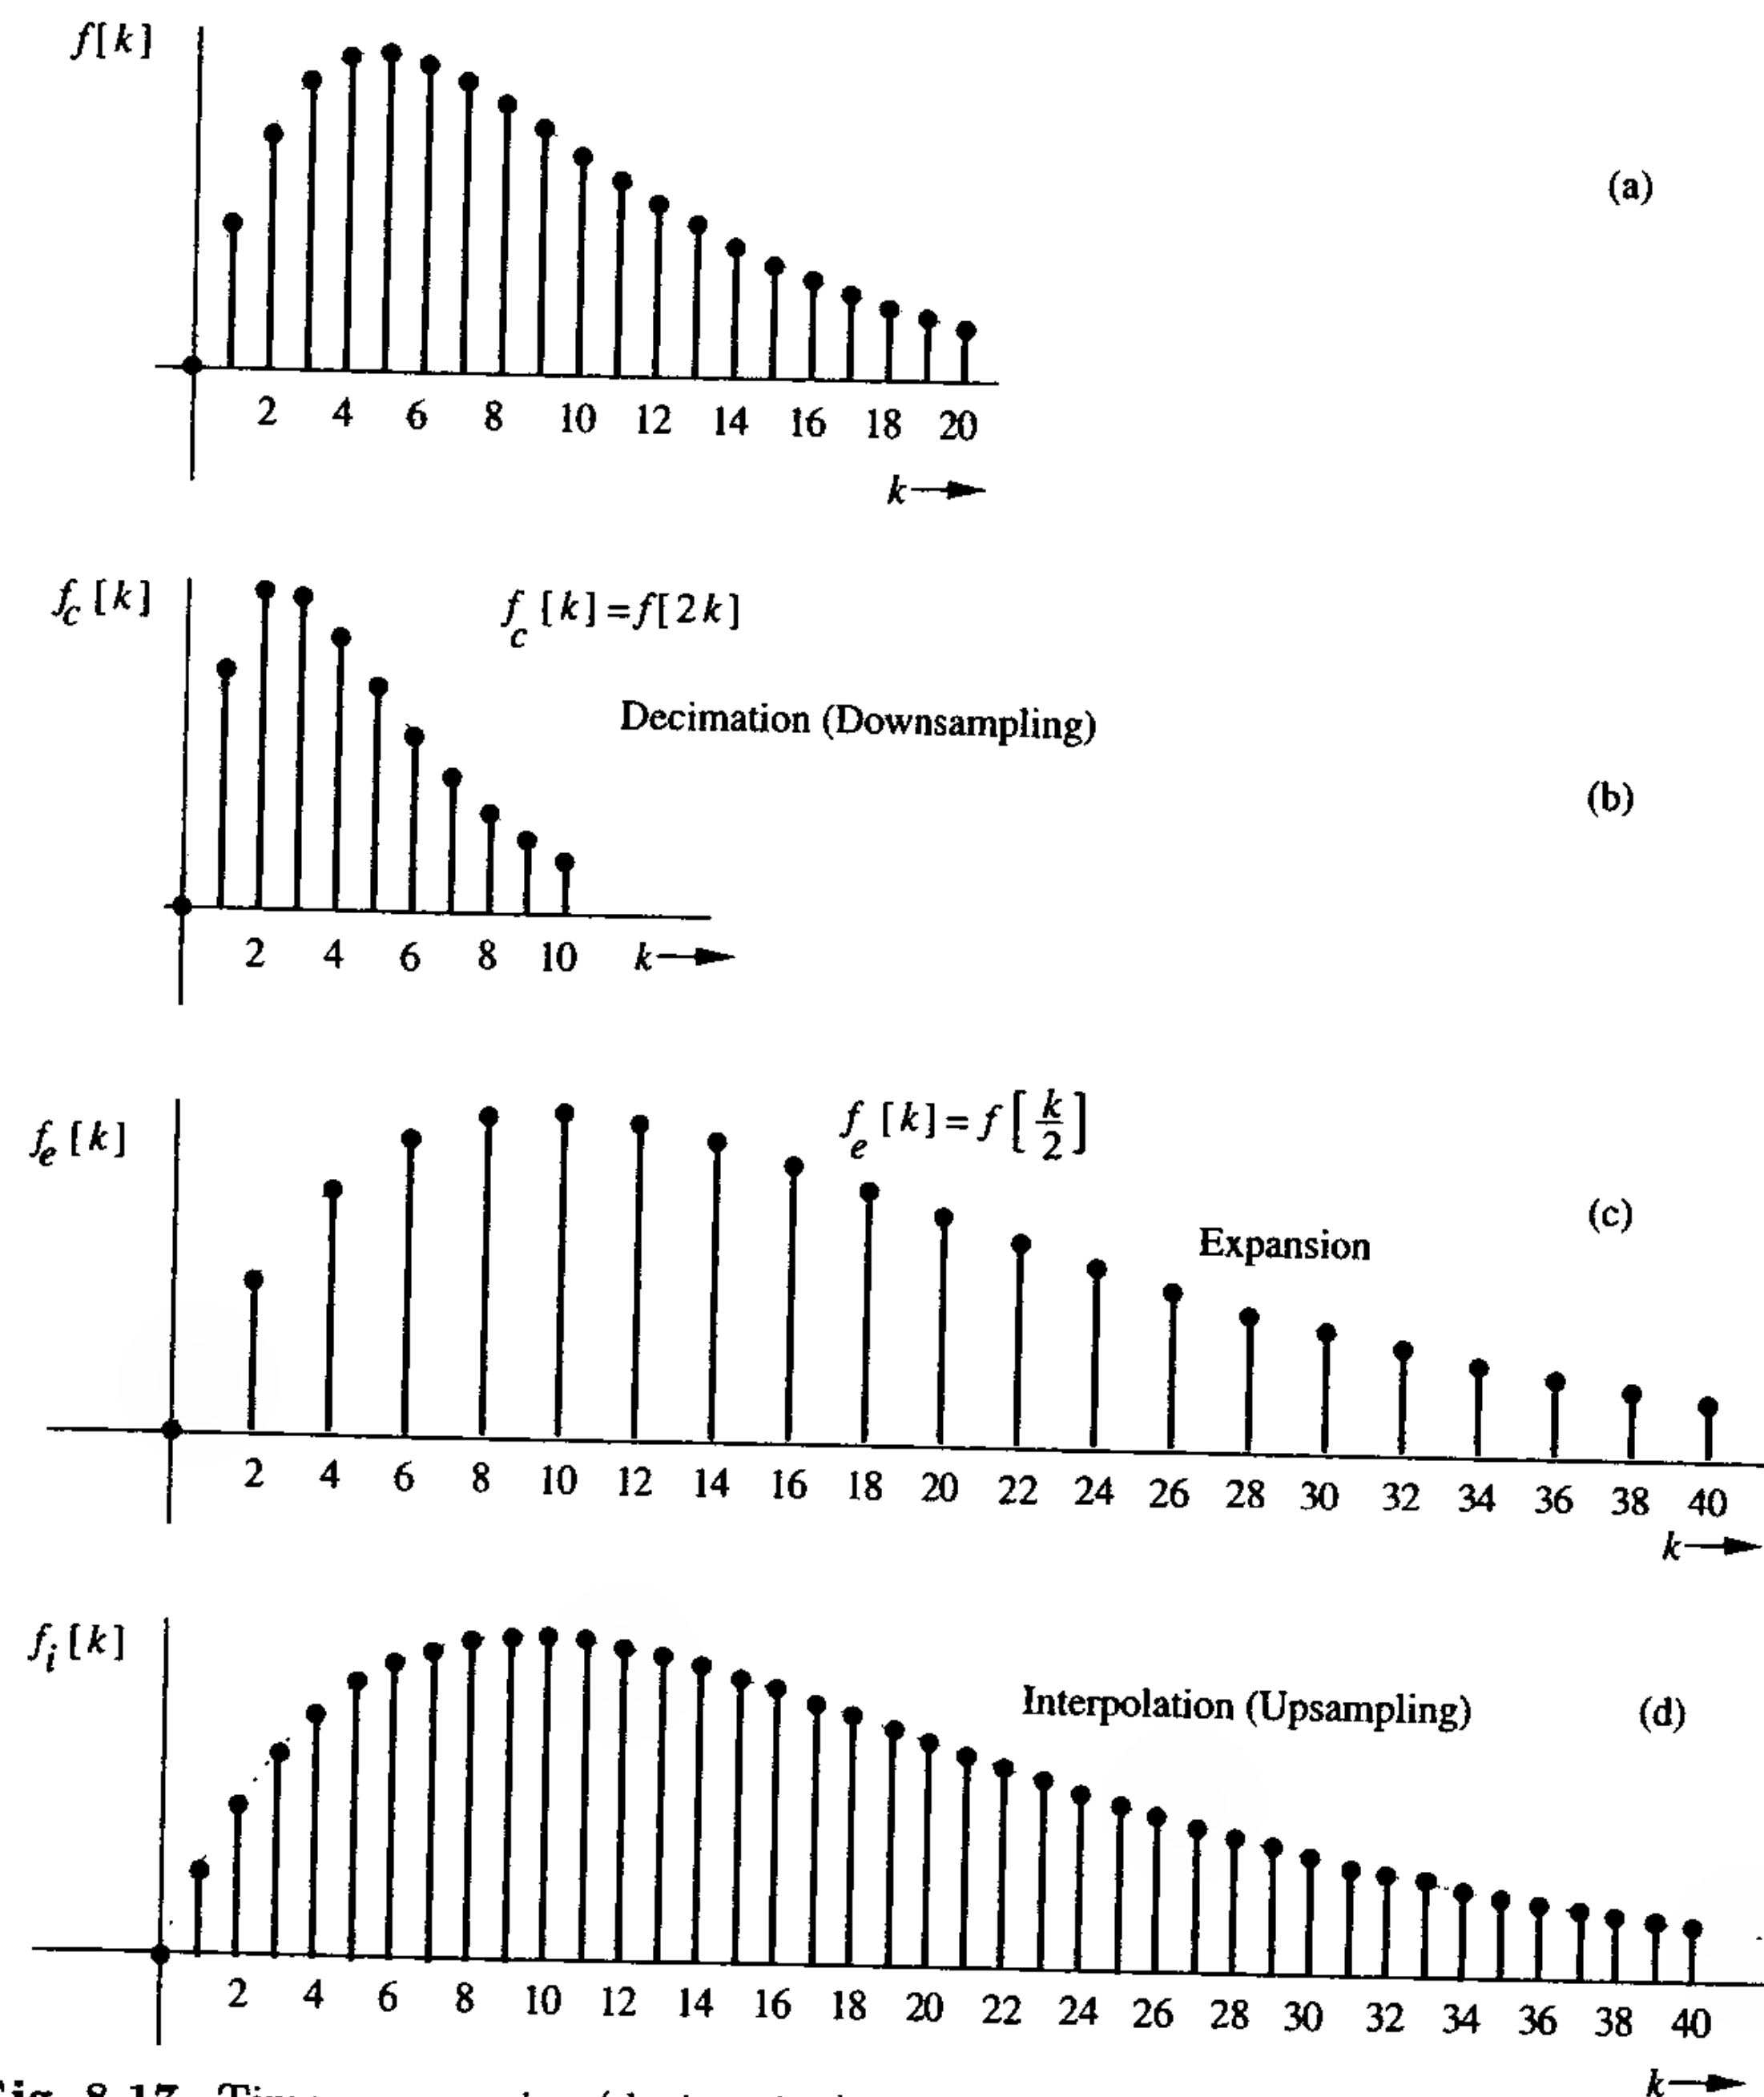 f[k]
(a)
2 4 6 8 10 12 14 16 18 20
k
f_c [k]
f_c [k] = f[2k]
Decimation (Downsampling)
(b)
2 4 6 8 10 k
f_e [k]
f_e [k] = f[k/2]
(c)
Expansion
2 4 6 8 10 12 14 16 18 20 22 24 26 28 30 32 34 36 38 40
k
f_i [k]
Interpolation (Upsampling)
(d)
2 4 6 8 10 12 14 16 18 20 22 24 26 28 30 32 34 36 38 40
k